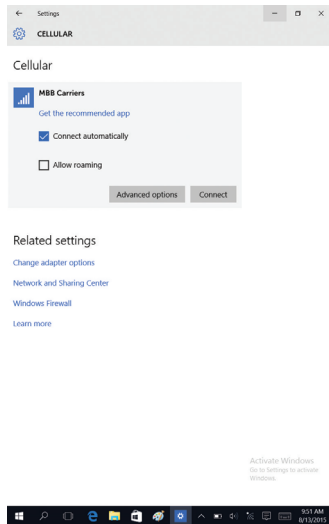 Settings
CELLULAR
Cellular
MBB Carriers
Get the recommended app
Connect automatically
Allow roaming
Advanced options Connect
Related settings
Change adapter options
Network and Sharing Center
Windows Firewall
Learn more
Activate Windows
Go to Settings to activate
Windows.
9:51 AM
8/13/2015